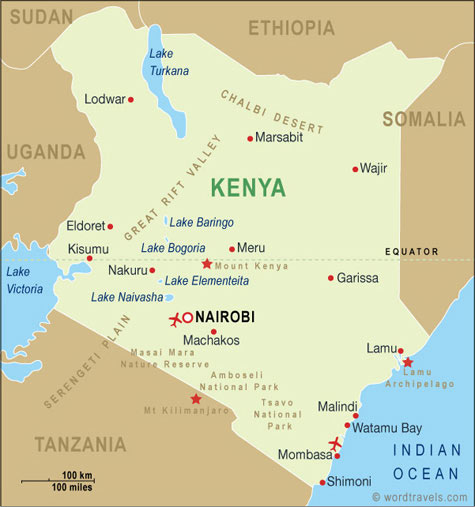 SUDAN
ETHIOPIA
Lake
Turkana
Lodwar
CHALBI DESERT
SOMALIA
Marsabit
UGANDA
GREAT RIFT VALLEY
Wajir
KENYA
Lake Baringo
Eldoret
Kisumu
Lake Bogoria
Meru
EQUATOR
Mount Kenya
Nakuru
Lake Elementeita
Garissa
Lake
Victoria
Lake Naivasha
NAIROBI
Machakos
SERENGETI PLAIN
Masai Mara
Nature Reserve
Amboseli
National Park
Lamu
Lamu
Archipelago
Mt Kilimanjaro
Tsavo
National
Park
Malindi
Watamu Bay
TANZANIA
Mombasa
INDIAN
OCEAN
100 km
100 miles
Shimoni
© wordtravels.com